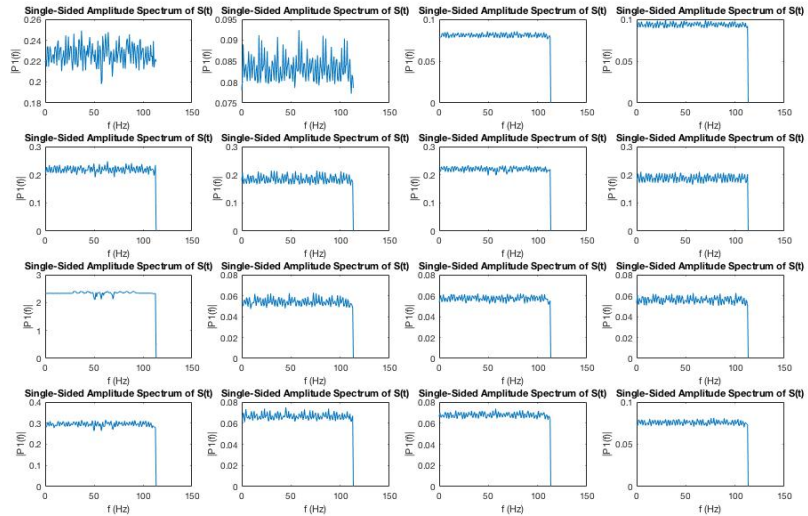 Single-Sided Amplitude Spectrum of S(t) Single-Sided Amplitude Spectrum of S(t) Single-Sided Amplitude Spectrum of S(t) Single-Sided Amplitude Spectrum of S(t)
0.26 0.095 0.1 0.1
0.24 0.09
0.22 0.085 0.05 0.05
0.2 0.08
0.18 0.075 0 0
|P1(f)| |P1(f)| |P1(f)| |P1(f)|
0 50 100 150 0 50 100 150 0 50 100 150 0 50 100 150
f (Hz) f (Hz) f (Hz) f (Hz)
Single-Sided Amplitude Spectrum of S(t) Single-Sided Amplitude Spectrum of S(t) Single-Sided Amplitude Spectrum of S(t) Single-Sided Amplitude Spectrum of S(t)
0.3 0.3 0.3 0.3
0.2 0.2 0.2 0.2
0.1 0.1 0.1 0.1
0 0 0 0
|P1(f)| |P1(f)| |P1(f)| |P1(f)|
0 50 100 150 0 50 100 150 0 50 100 150 0 50 100 150
f (Hz) f (Hz) f (Hz) f (Hz)
Single-Sided Amplitude Spectrum of S(t) Single-Sided Amplitude Spectrum of S(t) Single-Sided Amplitude Spectrum of S(t) Single-Sided Amplitude Spectrum of S(t)
3 0.08 0.08 0.08
2 0.06 0.06 0.06
1 0.04 0.04 0.04
0 0.02 0.02 0.02
0 0 0
|P1(f)| |P1(f)| |P1(f)| |P1(f)|
0 50 100 150 0 50 100 150 0 50 100 150 0 50 100 150
f (Hz) f (Hz) f (Hz) f (Hz)
Single-Sided Amplitude Spectrum of S(t) Single-Sided Amplitude Spectrum of S(t) Single-Sided Amplitude Spectrum of S(t) Single-Sided Amplitude Spectrum of S(t)
0.4 0.08 0.08 0.1
0.3 0.06 0.06
0.2 0.04 0.04 0.05
0.1 0.02 0.02
0 0 0 0
|P1(f)| |P1(f)| |P1(f)| |P1(f)|
0 50 100 150 0 50 100 150 0 50 100 150 0 50 100 150
f (Hz) f (Hz) f (Hz) f (Hz)